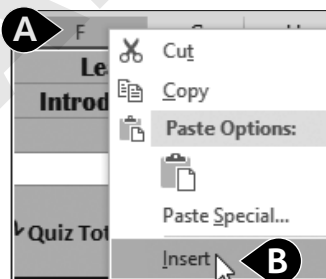 A F
Le
Cut
Introd
Copy
Paste Options:
Paste Special...
Quiz Tot
Insert B